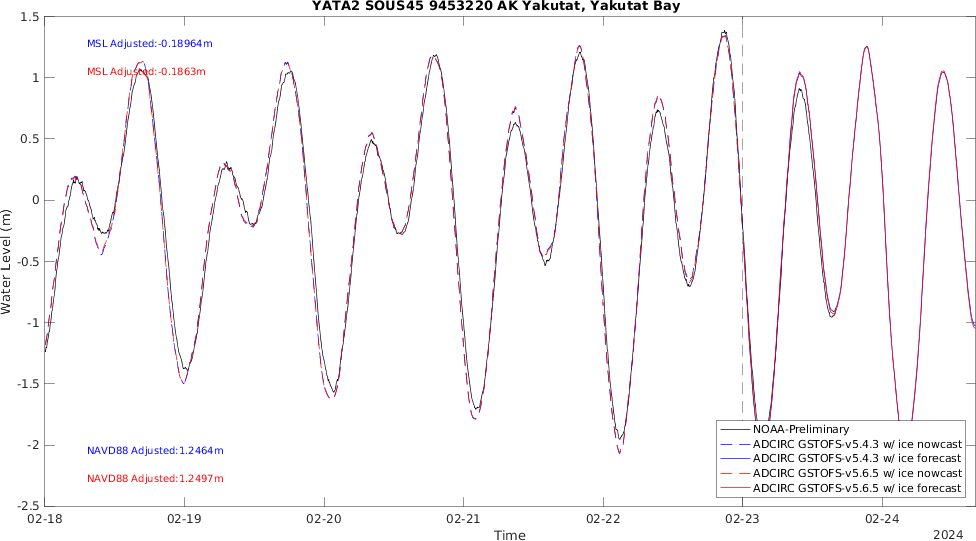 YATA2 SOUS45 9453220 AK Yakutat, Yakutat Bay
1.5
1
0.5
0
-0.5
-1
-1.5
-2
-2.5
Water Level (m)
MSL Adjusted:-0.18964m
MSL Adjusted:-0.1863m
NAVD88 Adjusted:1.2464m
NAVD88 Adjusted:1.2497m
NOAA-Preliminary
ADCIRC GSTOFS-v5.4.3 w/ ice nowcast
ADCIRC GSTOFS-v5.4.3 w/ ice forecast
ADCIRC GSTOFS-v5.6.5 w/ ice nowcast
ADCIRC GSTOFS-v5.6.5 w/ ice forecast
02-18 02-19 02-20 02-21 02-22 02-23 02-24
Time
2024